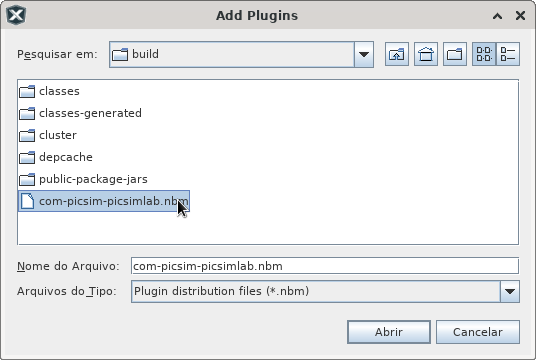 Add Plugins
Pesquisar em: build
classes
classes-generated
cluster
depcache
public-package-jars
com-picsim-picsimlab.nbm
Nome do Arquivo: com-picsim-picsimlab.nbm
Arquivos do Tipo: Plugin distribution files (*.nbm)
Abrir Cancelar